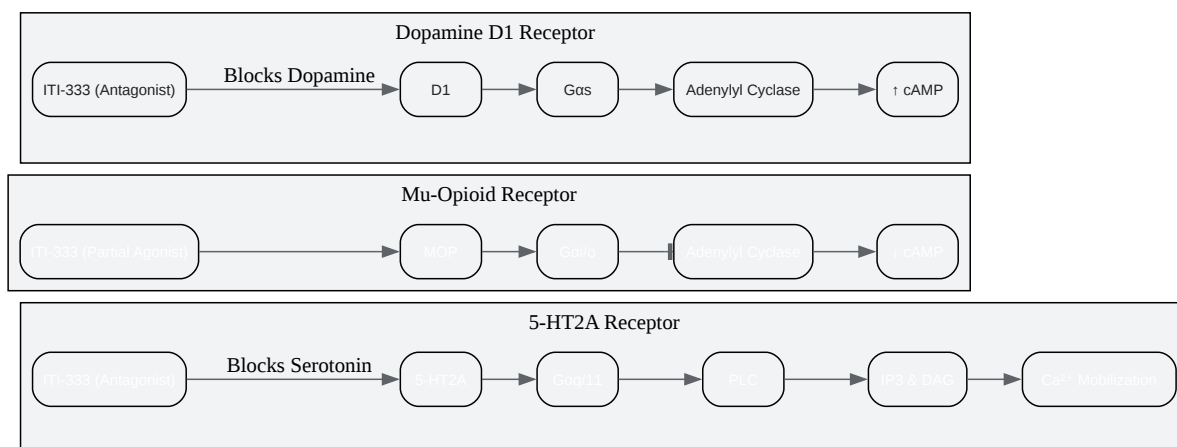 Dopamine D1 Receptor
ITI-333 (Antagonist)
Blocks Dopamine
D1
Gαs
Adenylyl Cyclase
↑ cAMP
Mu-Opioid Receptor
ITI-333 (Partial Agonist)
MOP
Gαi/o
Adenylyl Cyclase
cAMP
5-HT2A Receptor
ITI-333 (Antagonist)
Blocks Serotonin
5-HT2A
Gαq/11
PLC
IP3 & DAG
Ca²⁺ Mobilization